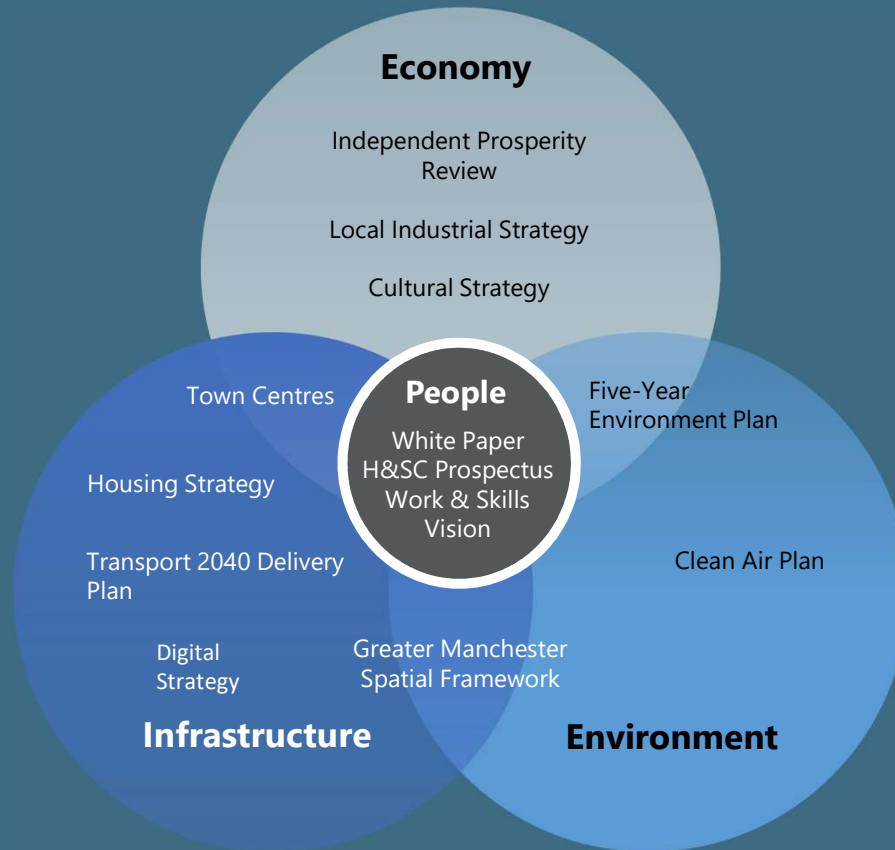 Economy
Independent Prosperity
Review
Local Industrial Strategy
Cultural Strategy
Town Centres
Housing Strategy
Transport 2040 Delivery
Plan
Digital
Strategy
Infrastructure
People
White Paper
H&SC Prospectus
Work & Skills
Vision
Greater Manchester
Spatial Framework
Five-Year
Environment Plan
Clean Air Plan
Environment